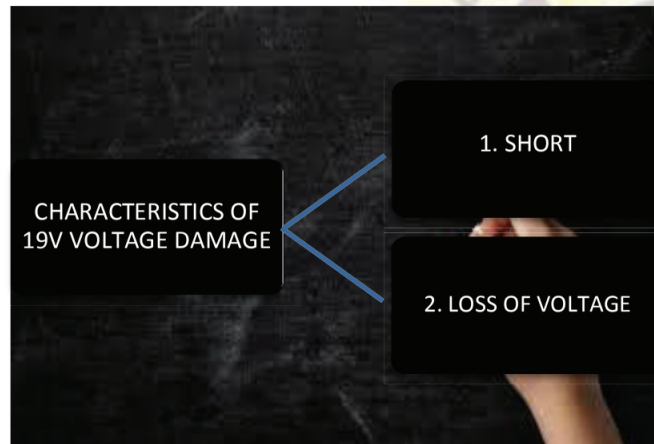 CHARACTERISTICS OF
19V VOLTAGE DAMAGE
1. SHORT
2. LOSS OF VOLTAGE